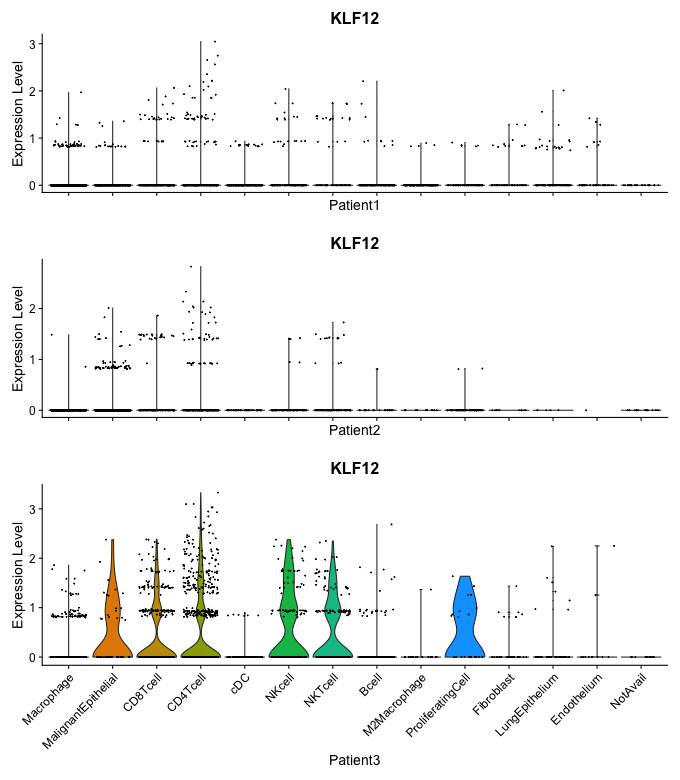 KLF12
Expression Level
3
2
1
0
Patient1
KLF12
Expression Level
2
1
0
Patient2
KLF12
Expression Level
3
2
1
0
Macrophage
MalignantEpithelial
CD8Tcell
CD4Tcell
cDC
NKcell
NKTcell
Bcell
M2Macrophage
ProliferatingCell
Fibroblast
LungEpithelium
Endothelium
NotAvail
Patient3